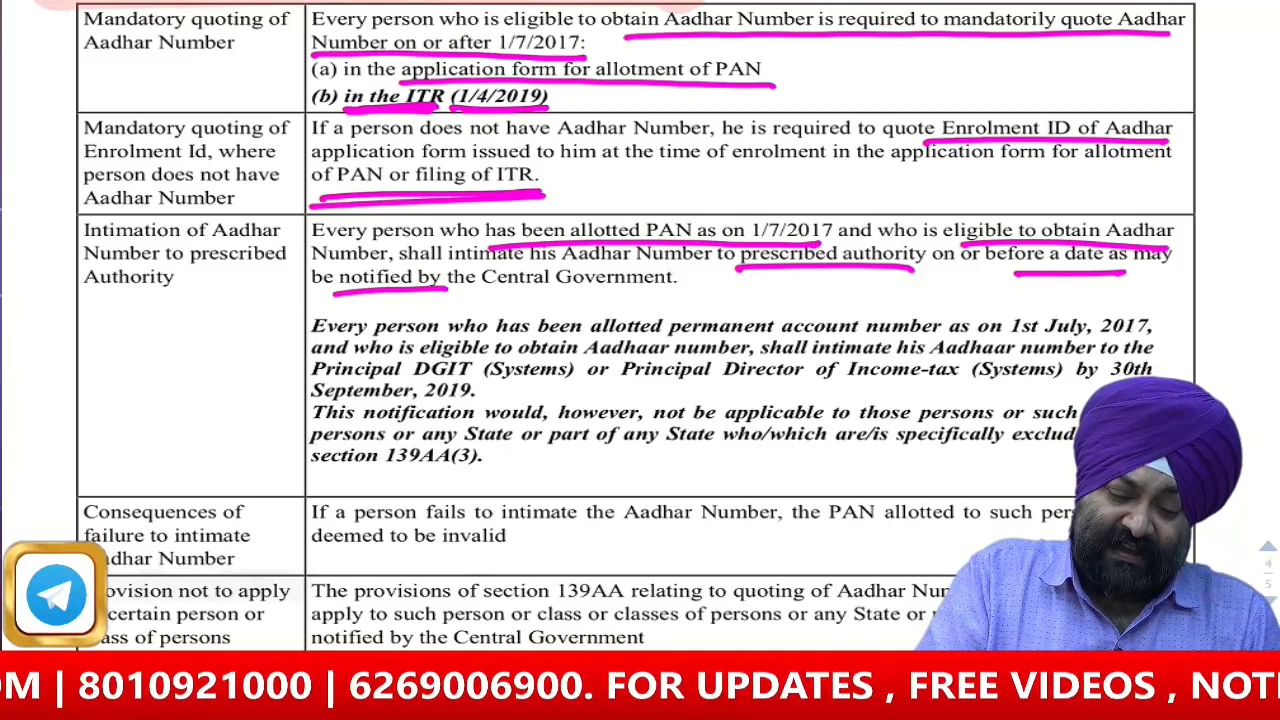 Mandatory quoting of
Aadhar Number
Every person who is eligible to obtain Aadhar Number is required to mandatorily quote Aadhar
Number on or after 1/7/2017:
(a) in the application form for allotment of PAN
(b) in the ITR (1/4/2019)
Mandatory quoting of
Enrolment Id, where
person does not have
Aadhar Number
If a person does not have Aadhar Number, he is required to quote Enrolment ID of Aadhar
application form issued to him at the time of enrolment in the application form for allotment
of PAN or filing of ITR.
Intimation of Aadhar
Number to prescribed
Authority
Every person who has been allotted PAN as on 1/7/2017 and who is eligible to obtain Aadhar
Number, shall intimate his Aadhar Number to prescribed authority on or before a date as may
be notified by the Central Government.
Every person who has been allotted permanent account number as on 1st July, 2017,
and who is eligible to obtain Aadhaar number, shall intimate his Aadhaar number to the
Principal DGIT (Systems) or Principal Director of Income-tax (Systems) by 30th
September, 2019.
This notification would, however, not be applicable to those persons or such
persons or any State or part of any State who/which are/is specifically exclud
section 139AA(3).
Consequences of
failure to intimate
adhar Number
If a person fails to intimate the Aadhar Number, the PAN allotted to such per
deemed to be invalid
rovision not to apply
certain person or
ass of persons
The provisions of section 139AA relating to quoting of Aadhar Nu
apply to such person or class or classes of persons or any State or
notified by the Central Government
4
5
OM | 8010921000 | 6269006900. FOR UPDATES , FREE VIDEOS , NOT